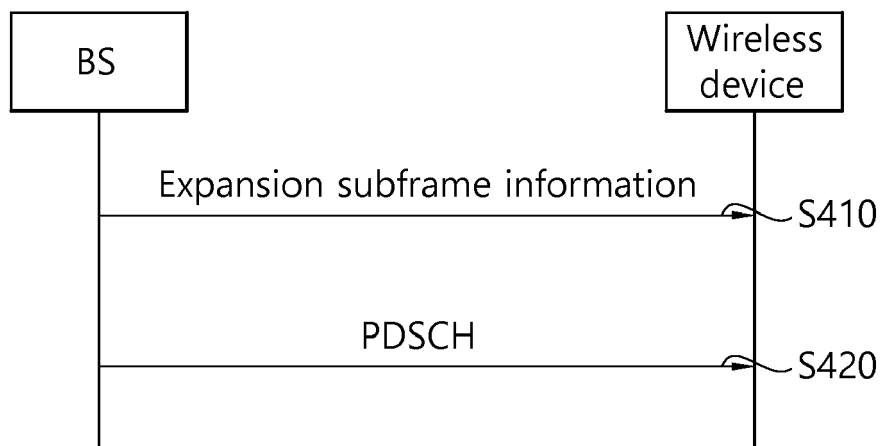 BS
Wireless
device
Expansion subframe information
S410
PDSCH
S420